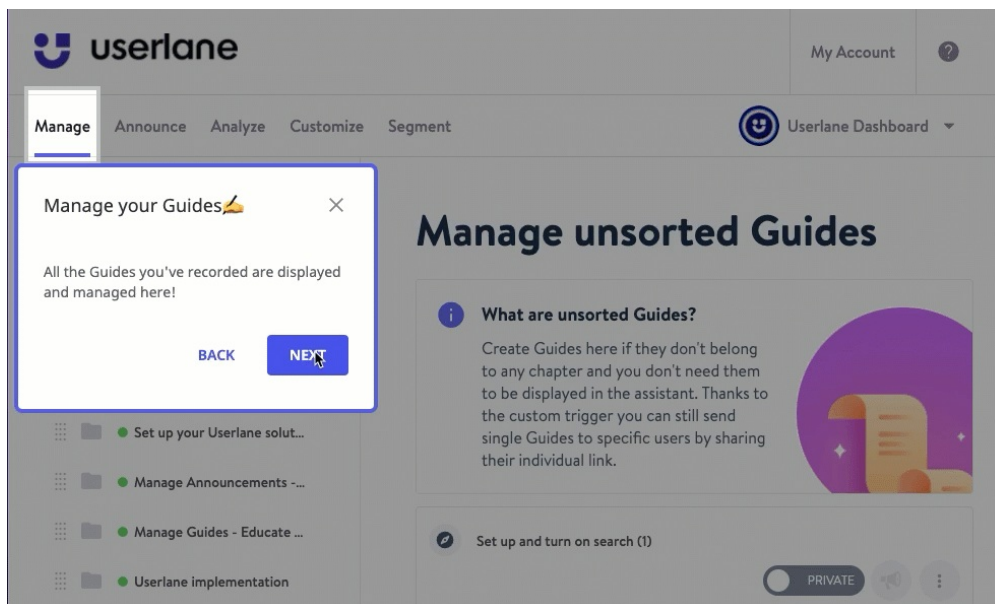 userlane
My Account
Manage Announce Analyze Customize Segment
Userlane Dashboard
Manage your Guides✍️
All the Guides you've recorded are displayed
and managed here!
BACK
NEXT
Set up your Userlane solut...
Manage Announcements -...
Manage Guides - Educate ...
Userlane implementation
Manage unsorted Guides
What are unsorted Guides?
Create Guides here if they don't belong
to any chapter and you don't need them
to be displayed in the assistant. Thanks to
the custom trigger you can still send
single Guides to specific users by sharing
their individual link.
Set up and turn on search (1)
PRIVATE